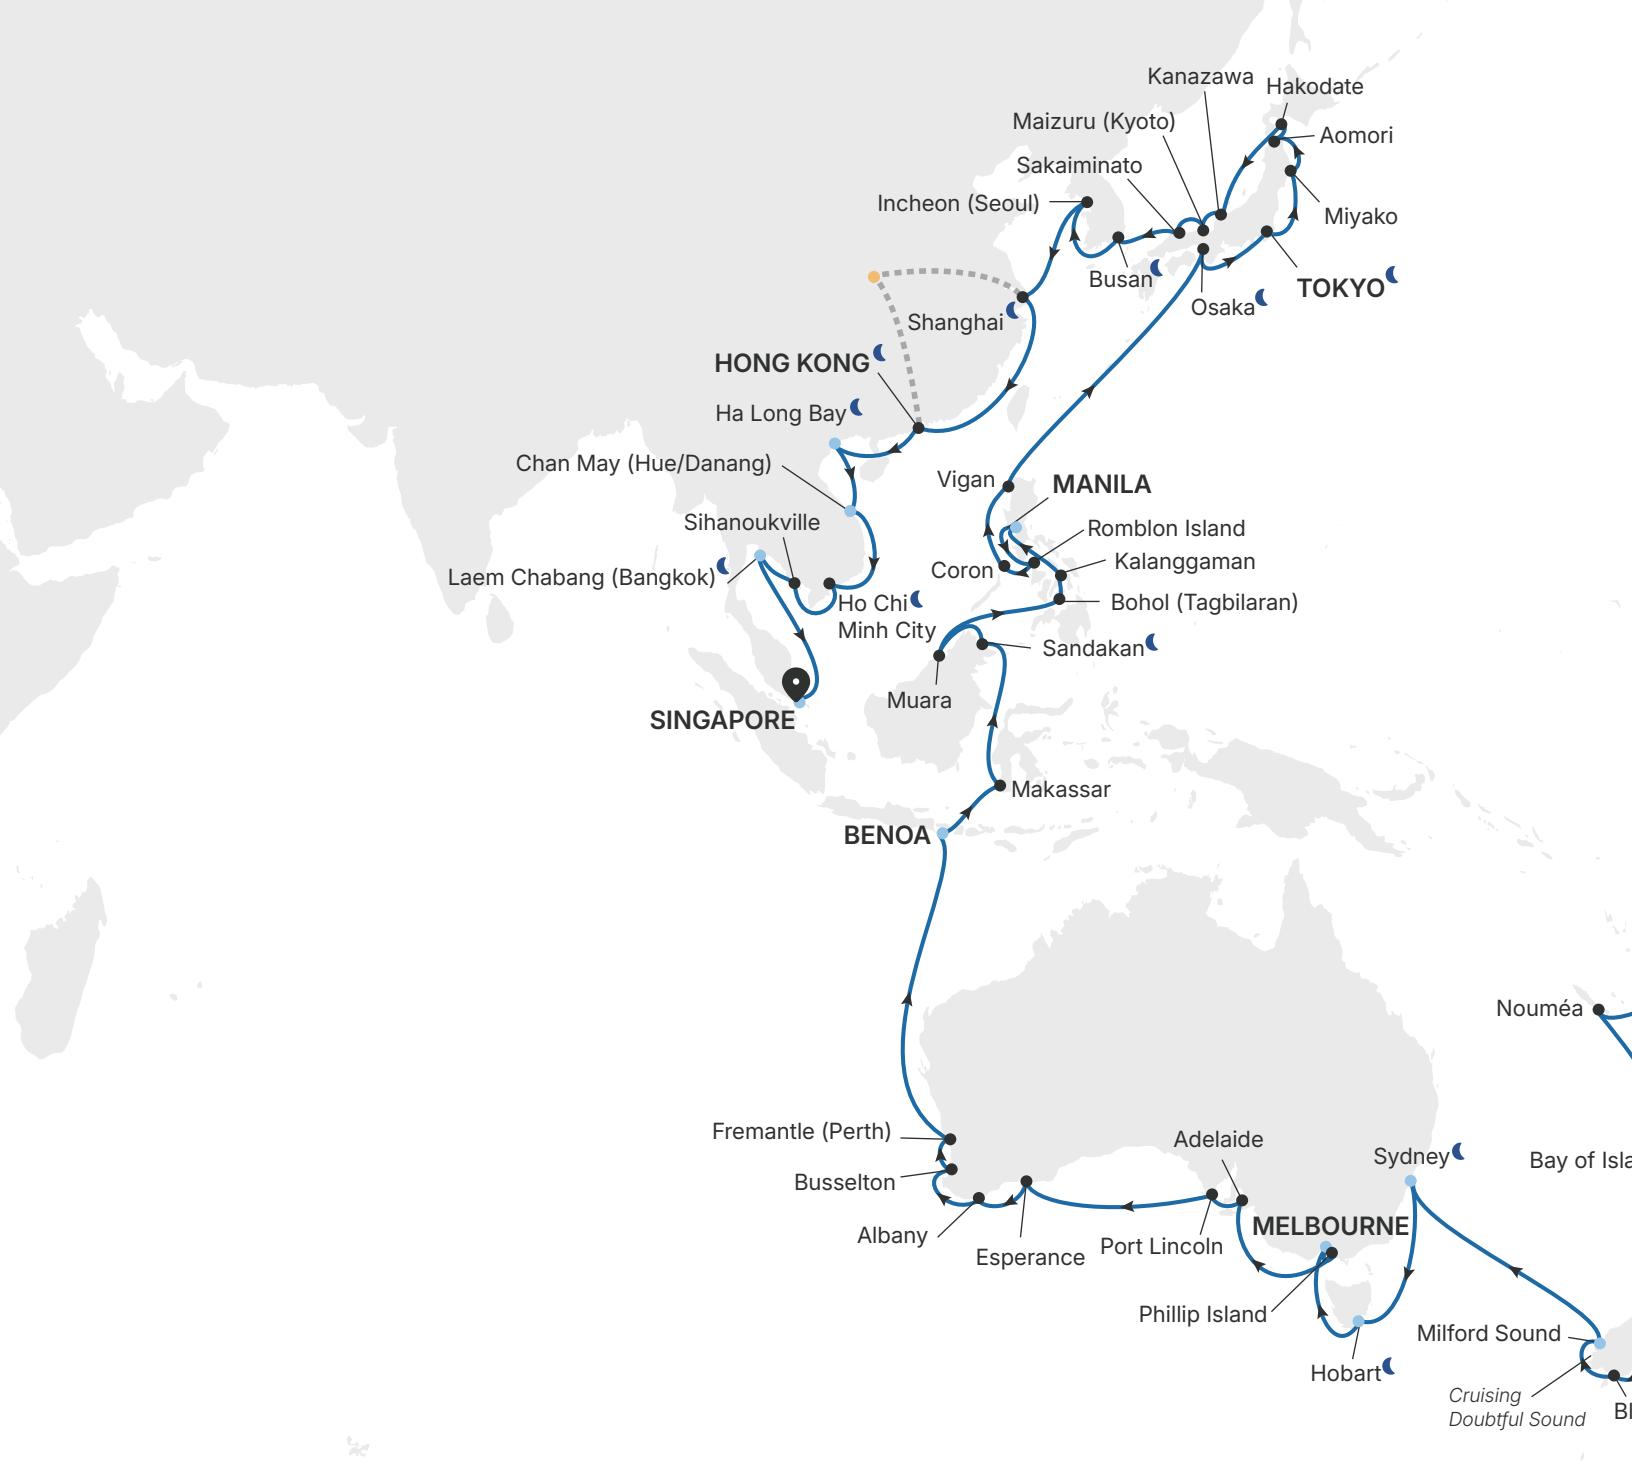 Kanazawa
Hakodate
Maizuru (Kyoto)
Aomori
Sakaiminato
Incheon (Seoul)
Miyako
Busan
TOKYO
Osaka
Shanghai
HONG KONG
Ha Long Bay
Chan May (Hue/Danang)
Vigan
MANILA
Sihanoukville
Romblon Island
Kalanggaman
Coron
Laem Chabang (Bangkok)
Ho Chi
Minh City
Bohol (Tagbilaran)
Sandakan
Muara
SINGAPORE
Makassar
BENOA
Nouméa
Fremantle (Perth)
Adelaide
Sydney
Bay of Isla
Busselton
Albany
MELBOURNE
Port Lincoln
Esperance
Phillip Island
Milford Sound
Hobart
Cruising
Doubtful Sound